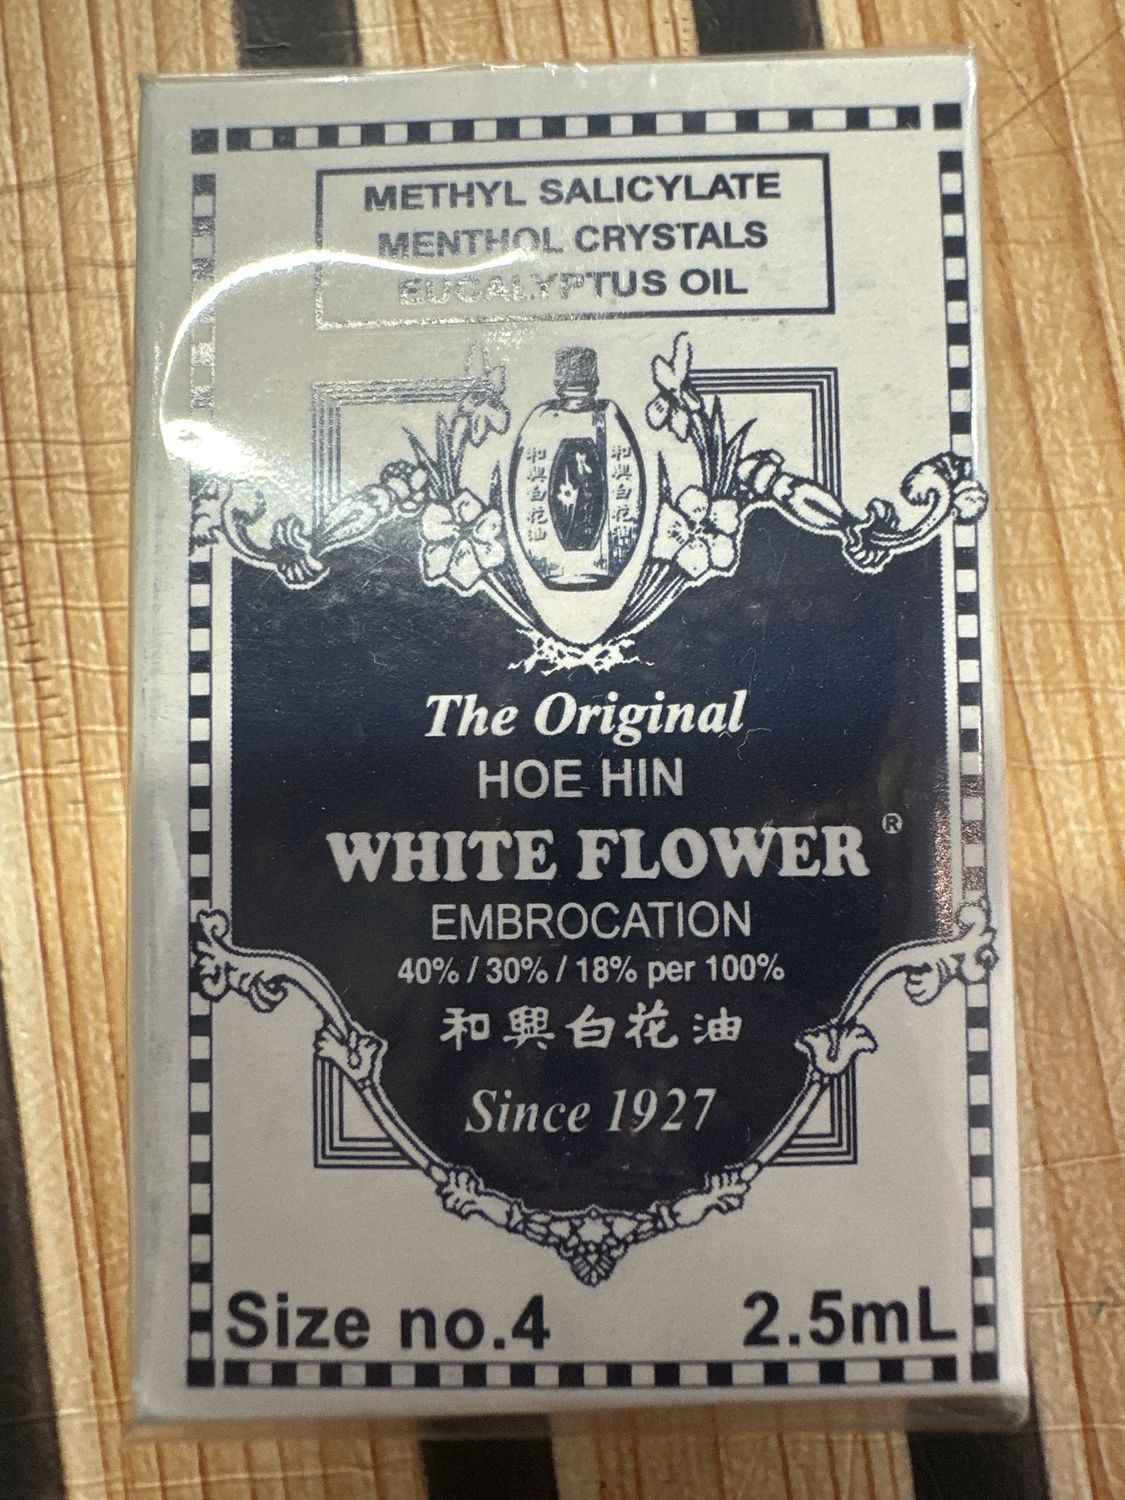 METHYL SALICYLATE
MENTHOL CRYSTALS
EUCALYPTUS OIL
和興白花油
和興白花油
The Original
HOE HIN
WHITE FLOWER ®
EMBROCATION
40% / 30% / 18% per 100%
和興白花油
Since 1927
Size no.4 2.5mL